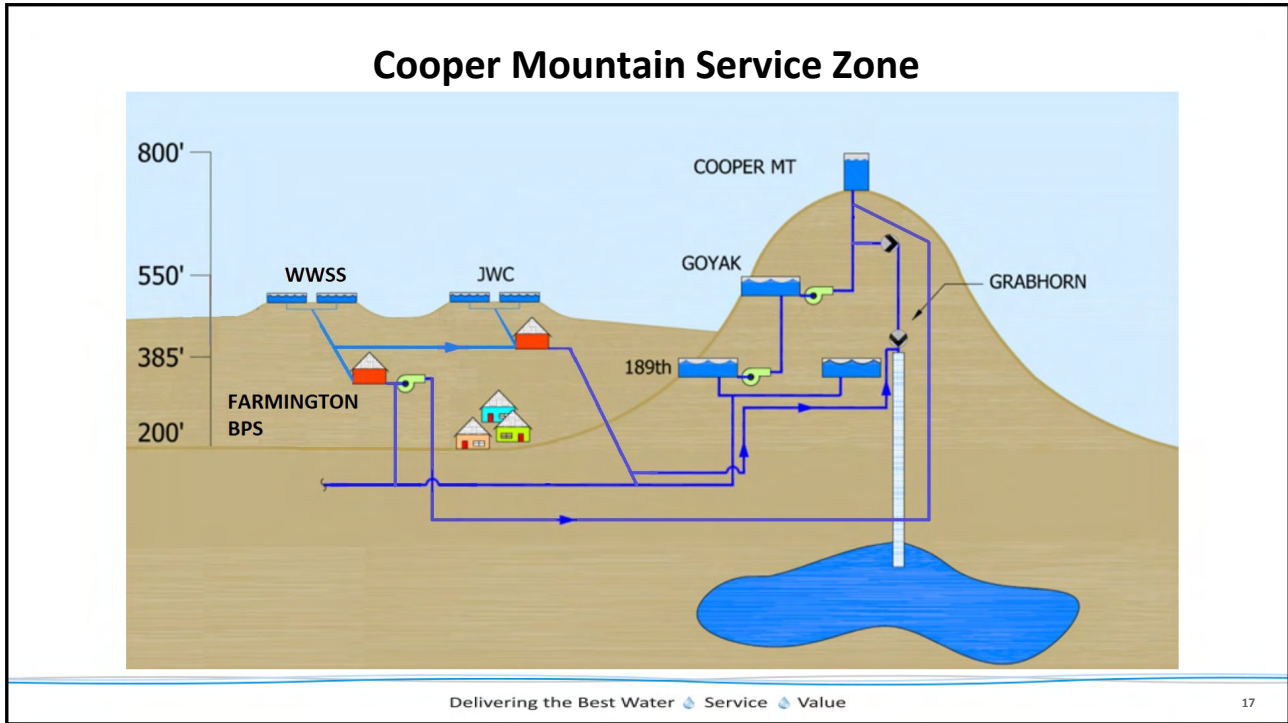 Cooper Mountain Service Zone
800'
COOPER MT
550'
WWSS
JWC
GOYAK
GRABHORN
385'
189th
FARMINGTON
BPS
200'
Delivering the Best Water Service Value
17